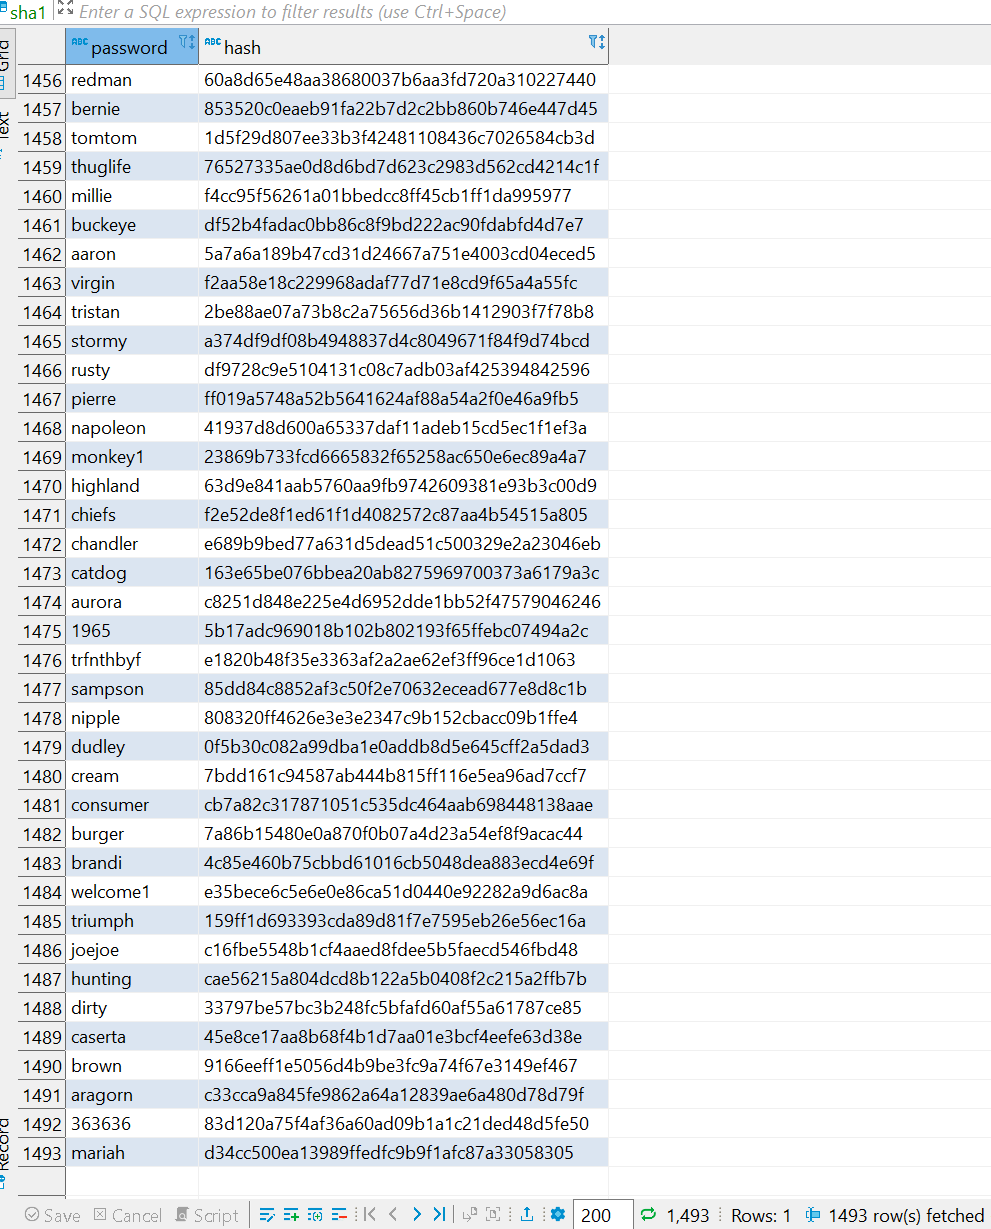 sha1 Enter a SQL expression to filter results (use Ctrl+Space)
Grid
Text
Record
ABC password ABC hash
1456 redman 60a8d65e48aa38680037b6aa3fd720a310227440
1457 bernie 853520c0eaeb91fa22b7d2c2bb860b746e447d45
1458 tomtom 1d5f29d807ee33b3f42481108436c7026584cb3d
1459 thuglife 76527335ae0d8d6bd7d623c2983d562cd4214c1f
1460 millie f4cc95f56261a01bbedcc8ff45cb1ff1da995977
1461 buckeye df52b4fadac0bb86c8f9bd222ac90fdabfd4d7e7
1462 aaron 5a7a6a189b47cd31d24667a751e4003cd04eced5
1463 virgin f2aa58e18c229968adaf77d71e8cd9f65a4a55fc
1464 tristan 2be88ae07a73b8c2a75656d36b1412903f7f78b8
1465 stormy a374df9df08b4948837d4c8049671f84f9d74bcd
1466 rusty df9728c9e5104131c08c7adb03af425394842596
1467 pierre ff019a5748a52b5641624af88a54a2f0e46a9fb5
1468 napoleon 41937d8d600a65337daf11adeb15cd5ec1f1ef3a
1469 monkey1 23869b733fcd6665832f65258ac650e6ec89a4a7
1470 highland 63d9e841aab5760aa9fb9742609381e93b3c00d9
1471 chiefs f2e52de8f1ed61f1d4082572c87aa4b54515a805
1472 chandler e689b9bed77a631d5dead51c500329e2a23046eb
1473 catdog 163e65be076bbea20ab8275969700373a6179a3c
1474 aurora c8251d848e225e4d6952dde1bb52f47579046246
1475 1965 5b17adc969018b102b802193f65ffebc07494a2c
1476 trfnthbyf e1820b48f35e3363af2a2ae62ef3ff96ce1d1063
1477 sampson 85dd84c8852af3c50f2e70632ecead677e8d8c1b
1478 nipple 808320ff4626e3e3e2347c9b152cbacc09b1ffe4
1479 dudley 0f5b30c082a99dba1e0addb8d5e645cff2a5dad3
1480 cream 7bdd161c94587ab444b815ff116e5ea96ad7ccf7
1481 consumer cb7a82c317871051c535dc464aab698448138aae
1482 burger 7a86b15480e0a870f0b07a4d23a54ef8f9acac44
1483 brandi 4c85e460b75cbbd61016cb5048dea883ecd4e69f
1484 welcome1 e35bece6c5e6e0e86ca51d0440e92282a9d6ac8a
1485 triumph 159ff1d693393cda89d81f7e7595eb26e56ec16a
1486 joejoe c16fbe5548b1cf4aaed8fdee5b5faecd546fbd48
1487 hunting cae56215a804dcd8b122a5b0408f2c215a2ffb7b
1488 dirty 33797be57bc3b248fc5bfafd60af55a61787ce85
1489 caserta 45e8ce17aa8b68f4b1d7aa01e3bcf4eefe63d38e
1490 brown 9166eeff1e5056d4b9be3fc9a74f67e3149ef467
1491 aragorn c33cca9a845fe9862a64a12839ae6a480d78d79f
1492 363636 83d120a75f4af36a60ad09b1a1c21ded48d5fe50
1493 mariah d34cc500ea13989ffedfc9b9f1afc87a33058305
Save Cancel Script 200 1,493 Rows: 1 1493 row(s) fetched